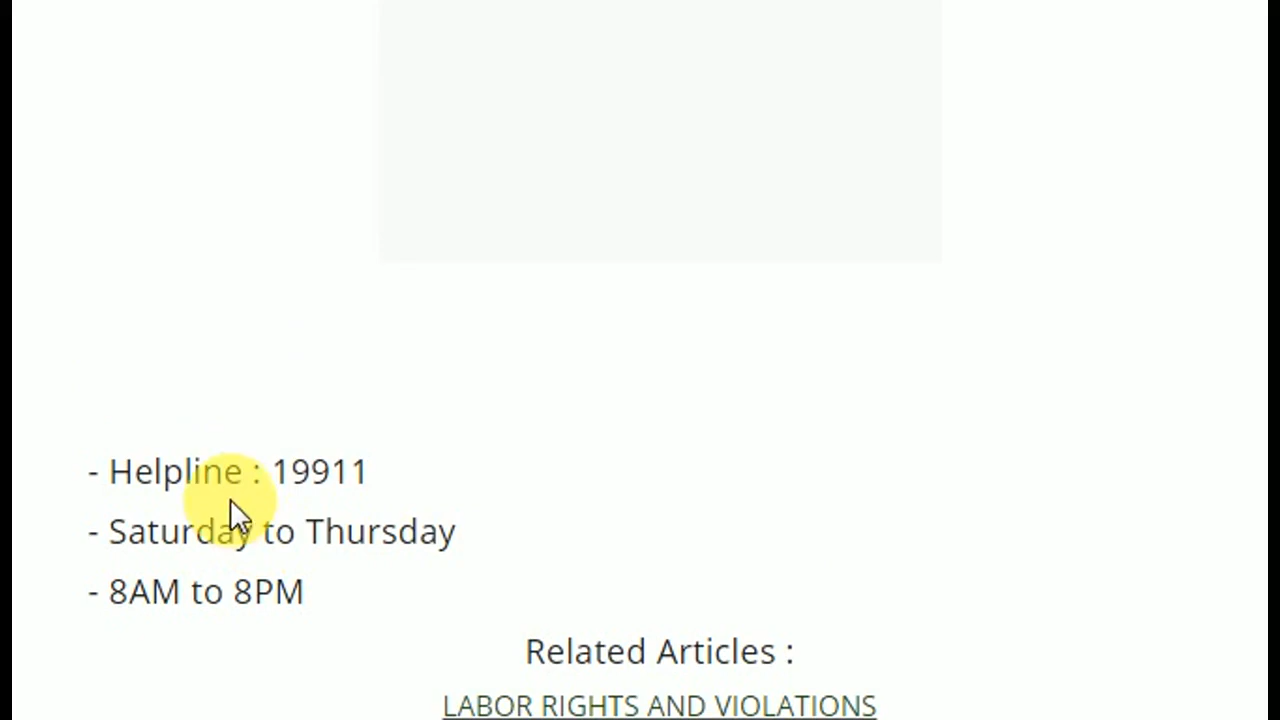 - Helpline : 19911
- Saturday to Thursday
- 8AM to 8PM
Related Articles :
LABOR RIGHTS AND VIOLATIONS